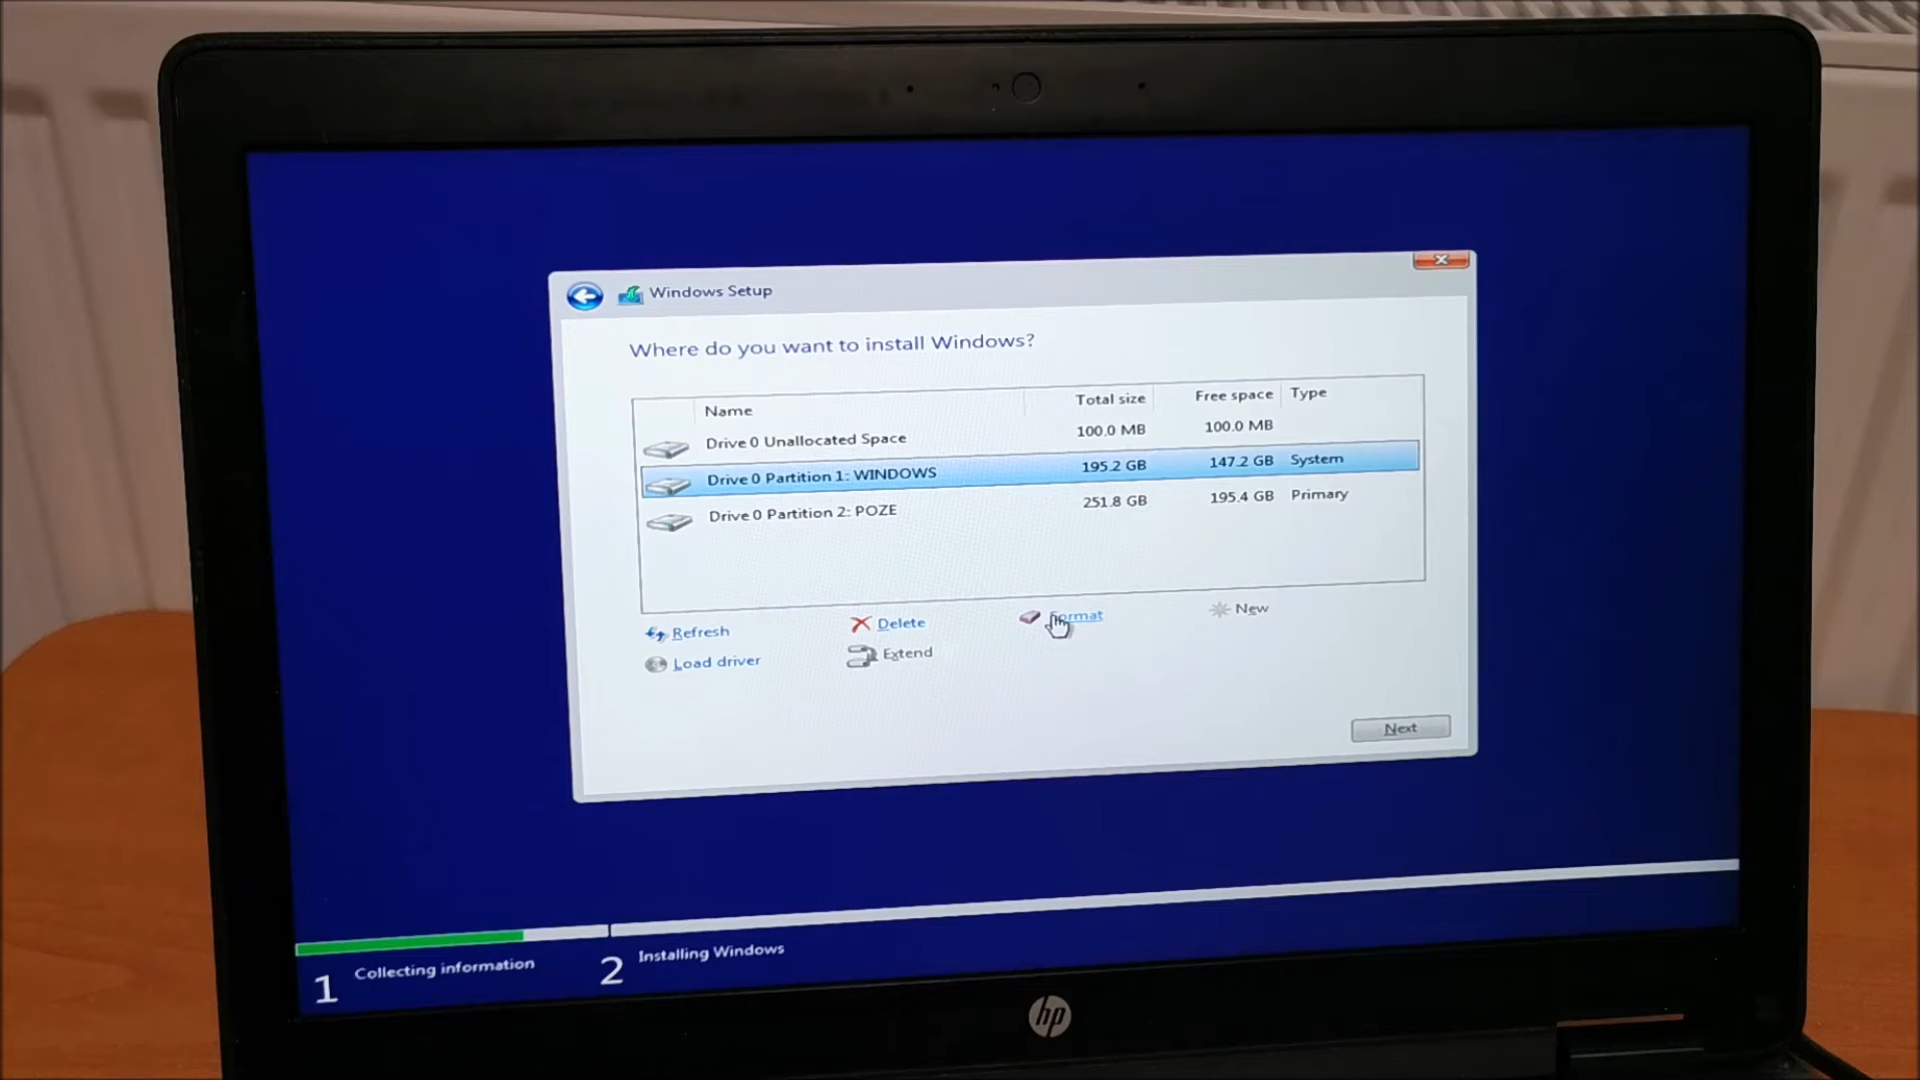 Windows Setup
Where do you want to install Windows?
Name Total size Free space Type
Drive 0 Unallocated Space 100.0 MB 100.0 MB
Drive 0 Partition 1: WINDOWS 195.2 GB 147.2 GB System
Drive 0 Partition 2: POZE 251.8 GB 195.4 GB Primary
Refresh Delete Format New
Load driver Extend
Next
1 Collecting information 2 Installing Windows
hp